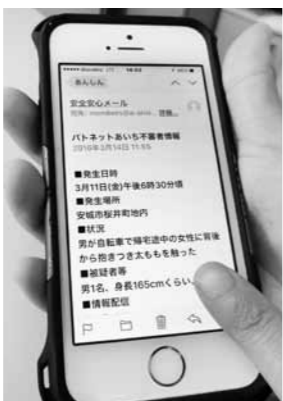 あんしん
安全安心メール
パトネットあいち不審者情報
2016年3月14日 11:55
■発生日時
3月11日(金)午後6時30分頃
■発生場所
安城市桜井町地内
■状況
男が自転車で帰宅途中の女性に背後
から抱きつき太ももを触った
■被疑者等
男1名、身長165cmくらい、
■情報配信